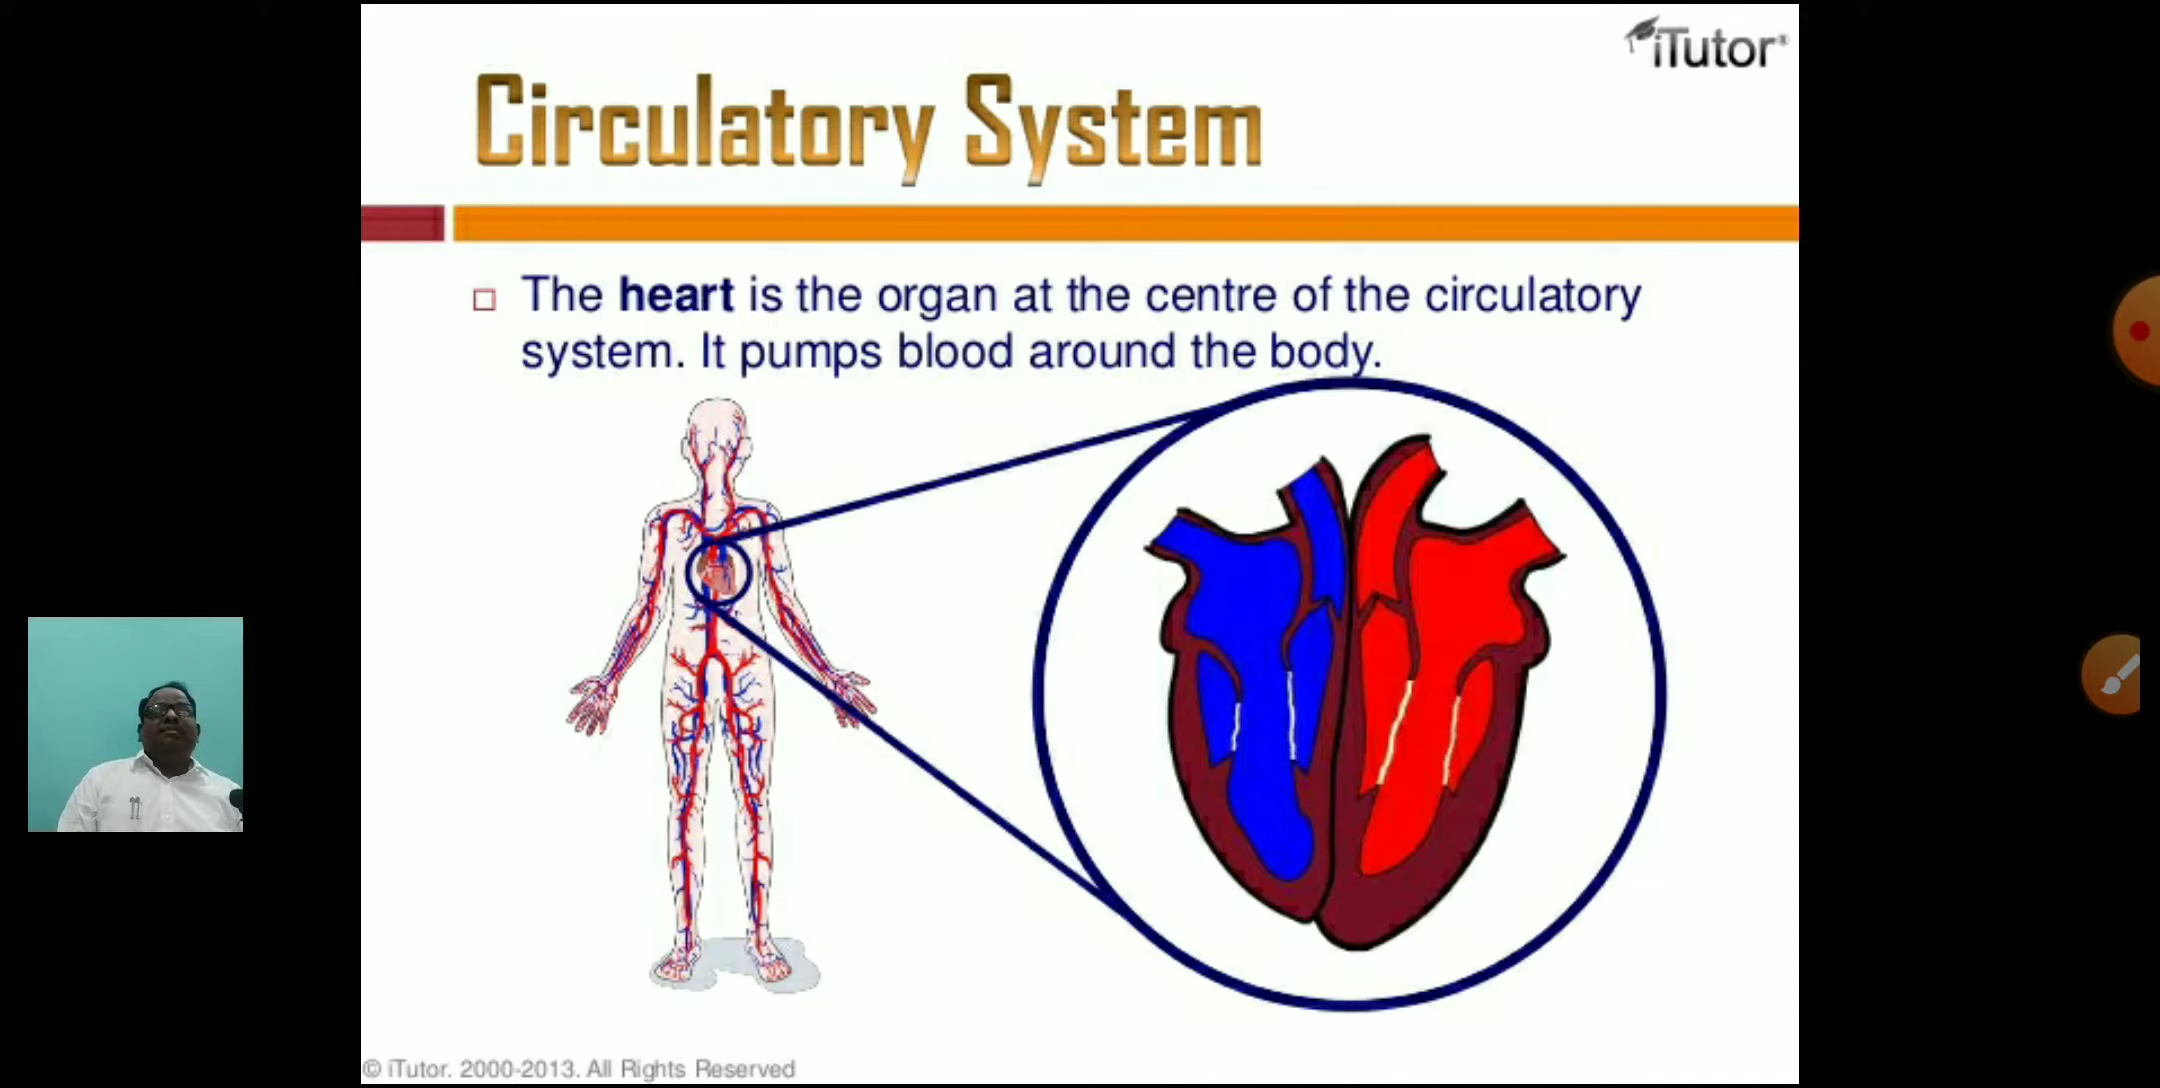 iTutor®
Circulatory System
The heart is the organ at the centre of the circulatory
system. It pumps blood around the body.
© iTutor. 2000-2013. All Rights Reserved